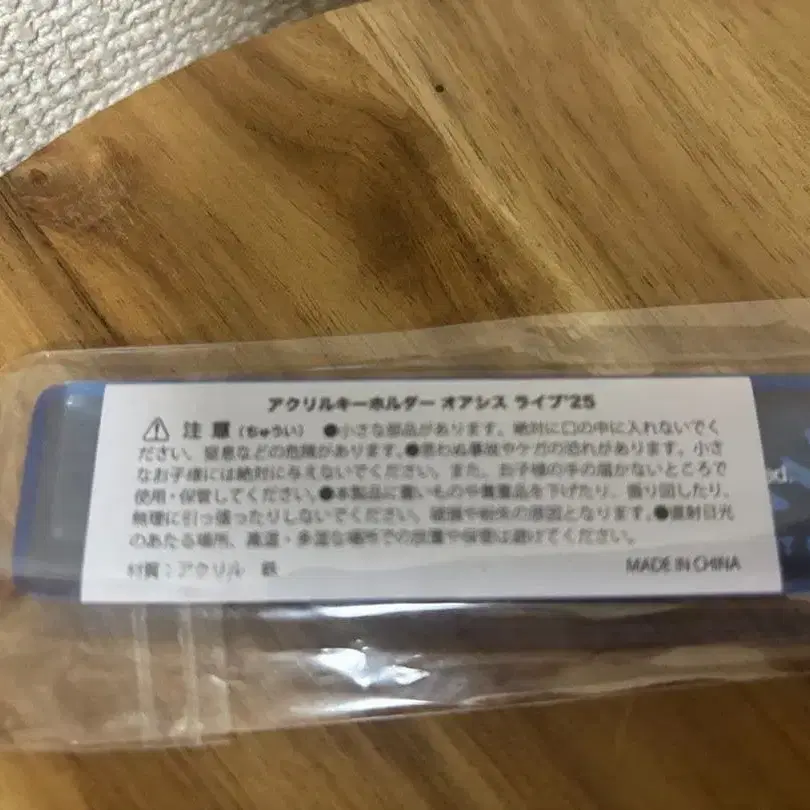 アクリルキーホルダー オアシス ライブ'25
⚠ 注意(ちゅうい) ●小さな部品があります。絶対に口の中に入れないでく
ださい。窒息などの危険があります。●思わぬ事故やケガの恐れがあります。小さ
なお子様には絶対に与えないでください。また、お子様の手の届かないところで
使用・保管してください。●本製品に重いものや貴重品を下げたり、振り回したり、
無理に引っ張ったりしないでください。破損や紛失の原因となります。●直射日光
のあたる場所、高温・多湿な場所での放置や保管は避けてください。
材質:アクリル 鉄
MADE IN CHINA